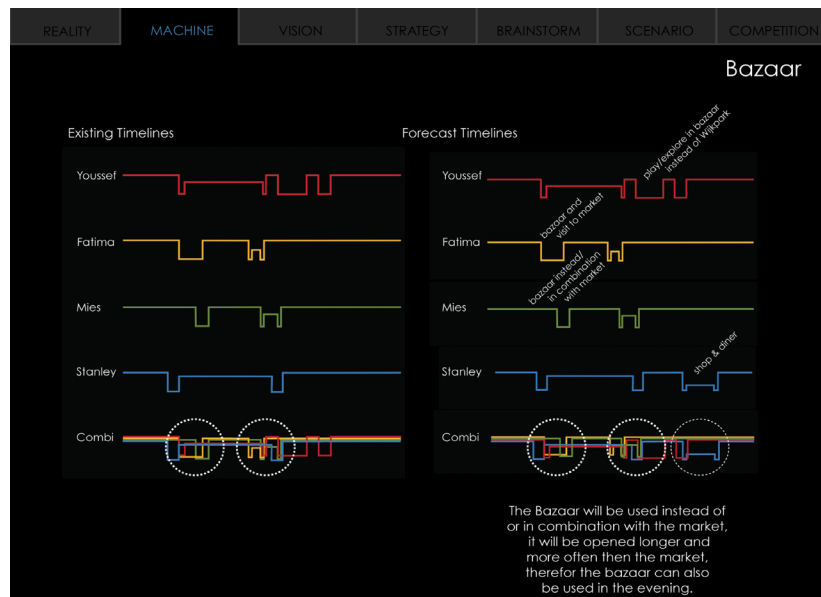 REALITY
MACHINE
VISION
STRATEGY
BRAINSTORM
SCENARIO
COMPETITION
Bazaar
Existing Timelines
Youssef
Fatima
Mies
Stanley
Combi
Forecast Timelines
Youssef
play/explore in bazaar
instead of Wijkpark
Fatima
bazaar and
visit to market
Mies
bazaar instead/
in combination
with market
Stanley
shop & diner
Combi
The Bazaar will be used instead of
or in combination with the market,
it will be opened longer and
more often then the market,
therefor the bazaar can also
be used in the evening.